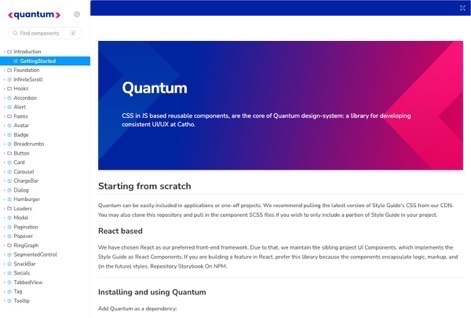 quantum
Find components
/
Introduction
GettingStarted
Foundation
InfiniteScroll
Hooks
Accordion
Alert
Forms
Avatar
Badge
Breadcrumbs
Button
Card
Carousel
ChargeBar
Dialog
Hamburger
Loaders
Modal
Pagination
Popover
RingGraph
SegmentedControl
SnackBar
Socials
TabbedView
Tag
Tooltip
Quantum
CSS in JS based reusable components, are the core of Quantum design-system: a library for developing
consistent UI/UX at Catho.
Starting from scratch
Quantum can be easily included in applications or one-off projects. We recommend pulling the latest version of Style Guide's CSS from our CDN.
You may also clone this repository and pull in the component SCSS files if you wish to only include a portion of Style Guide in your project.
React based
We have chosen React as our preferred front-end framework. Due to that, we maintain the sibling project UI Components, which implements the
Style Guide as React Components. If you are building a feature in React, prefer this library because the components encapsulate logic, markup, and
(in the future) styles. Repository Storybook On NPM.
Installing and using Quantum
Add Quantum as a dependency: